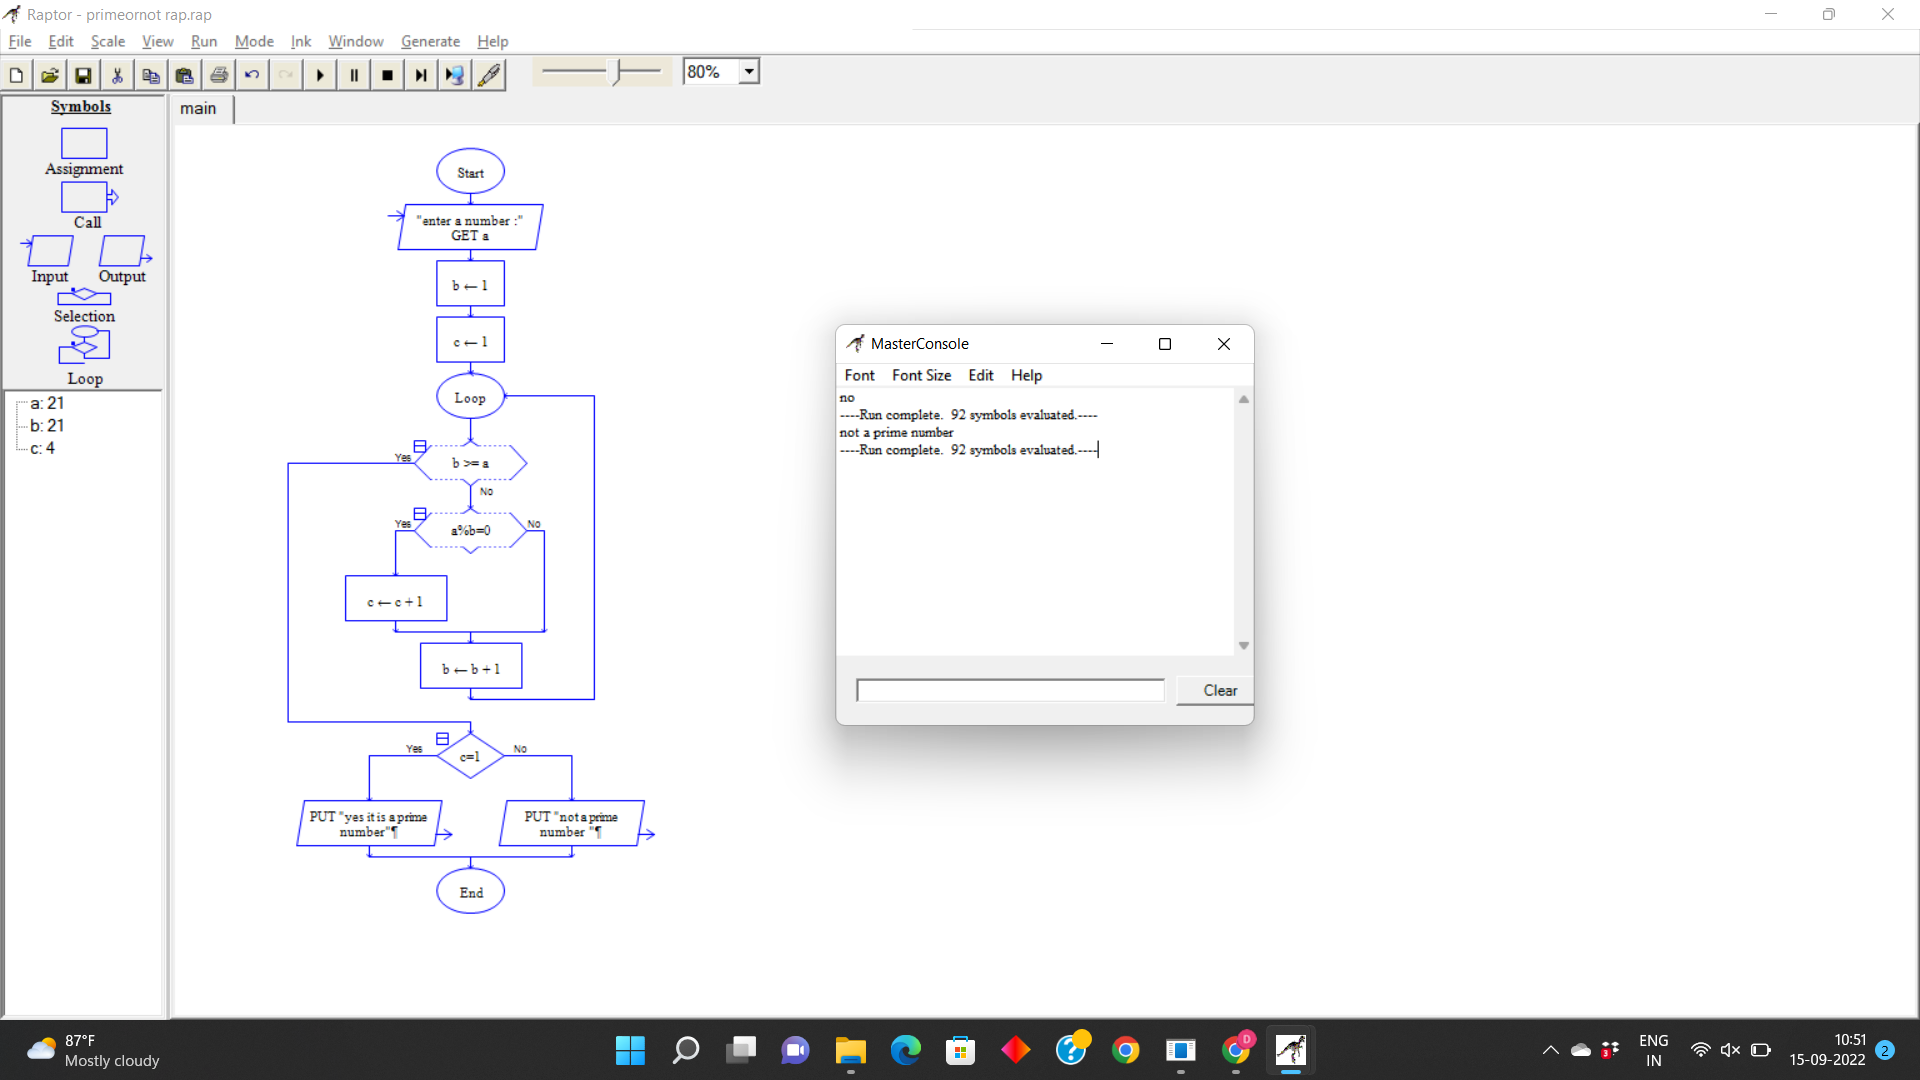 Raptor - primeornot rap.rap
File Edit Scale View Run Mode Ink Window Generate Help
80%
Symbols
Assignment
Call
Input Output
Selection
Loop
a: 21
b: 21
c: 4
main
Start
"enter a number :"
GET a
b ← 1
c ← 1
Loop
Yes
b >= a
No
Yes
a%b=0
No
c ← c + 1
b ← b + 1
Yes
c=1
No
PUT "yes it is a prime
number"¶
PUT "not a prime
number "¶
End
MasterConsole
Font Font Size Edit Help
no
----Run complete.  92 symbols evaluated.----
not a prime number
----Run complete.  92 symbols evaluated.----
Clear
87°F
Mostly cloudy
D
3
ENG
IN
10:51
15-09-2022
2